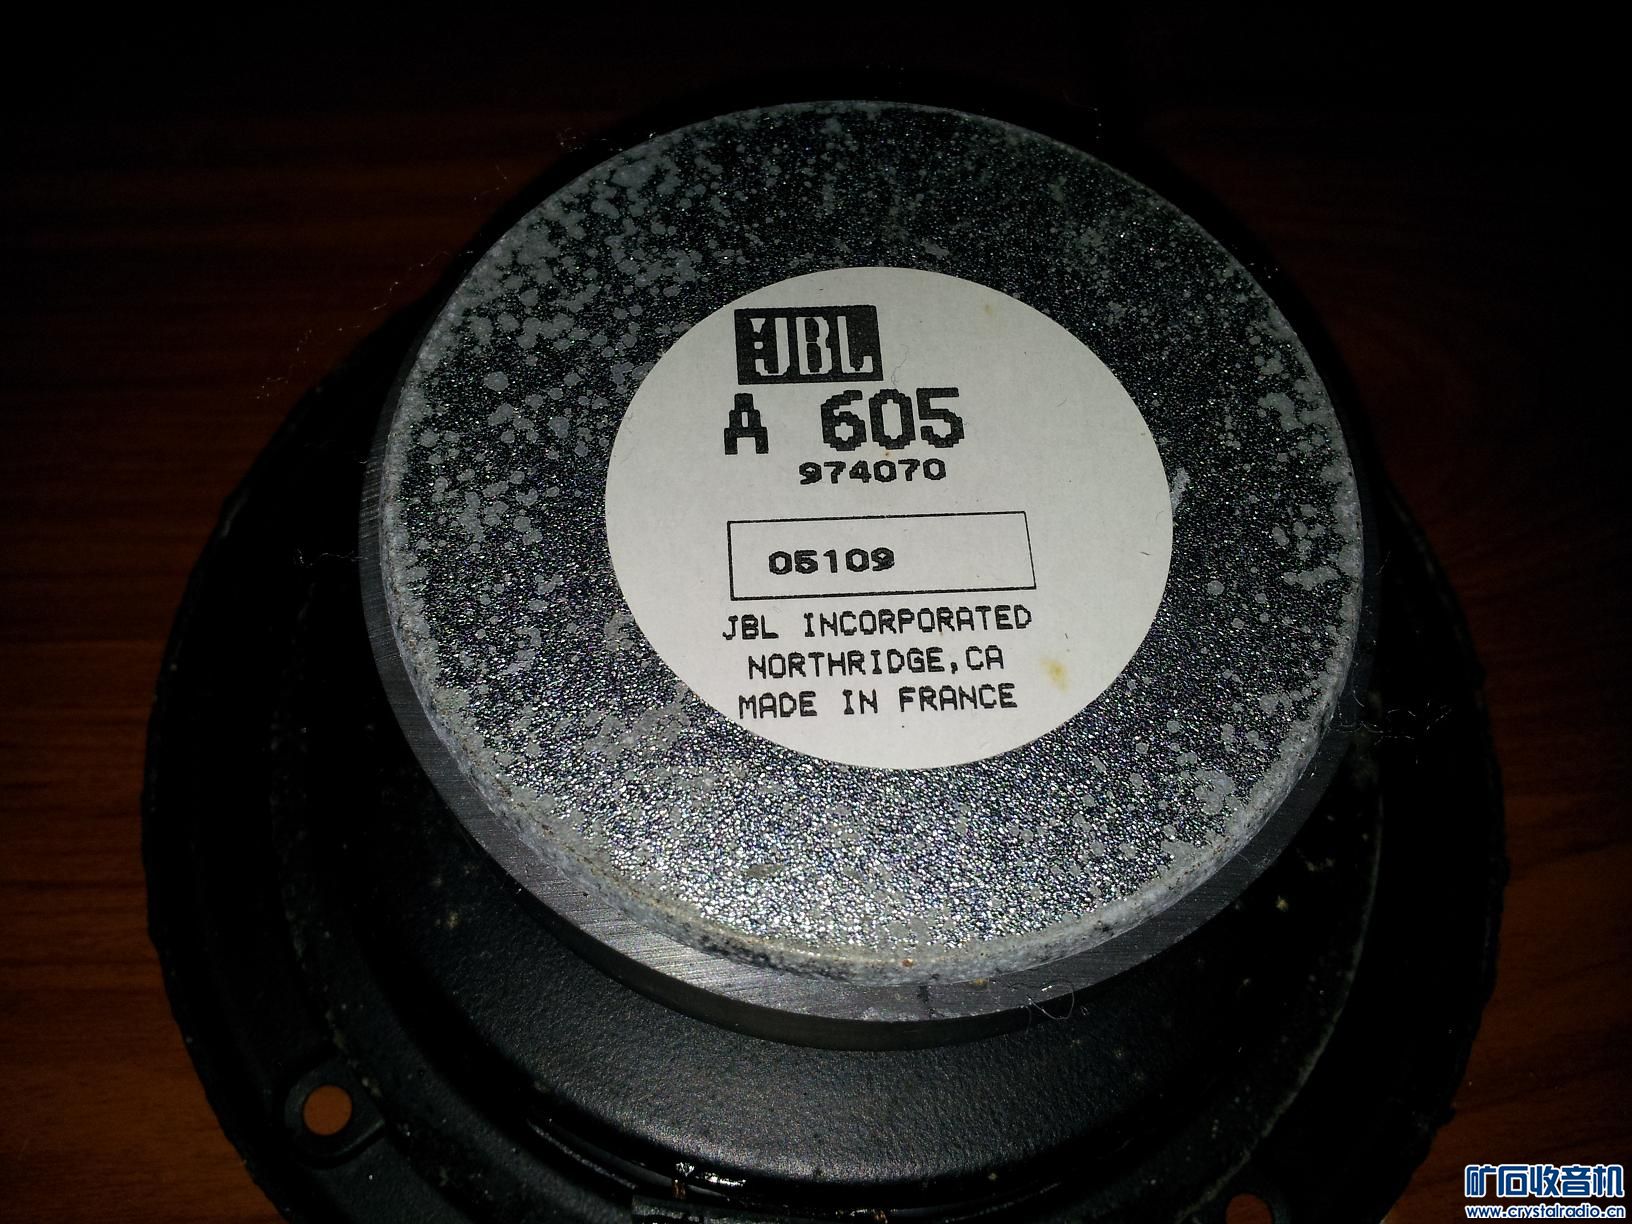 JBL
A 605
974070
05109
JBL INCORPORATED
NORTHRIDGE, CA
MADE IN FRANCE
矿石收音机
www.crystalradio.cn